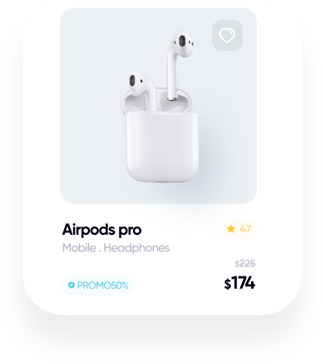 Airpods pro
4.7
Mobile . Headphones
$225
PROMO50%
$174